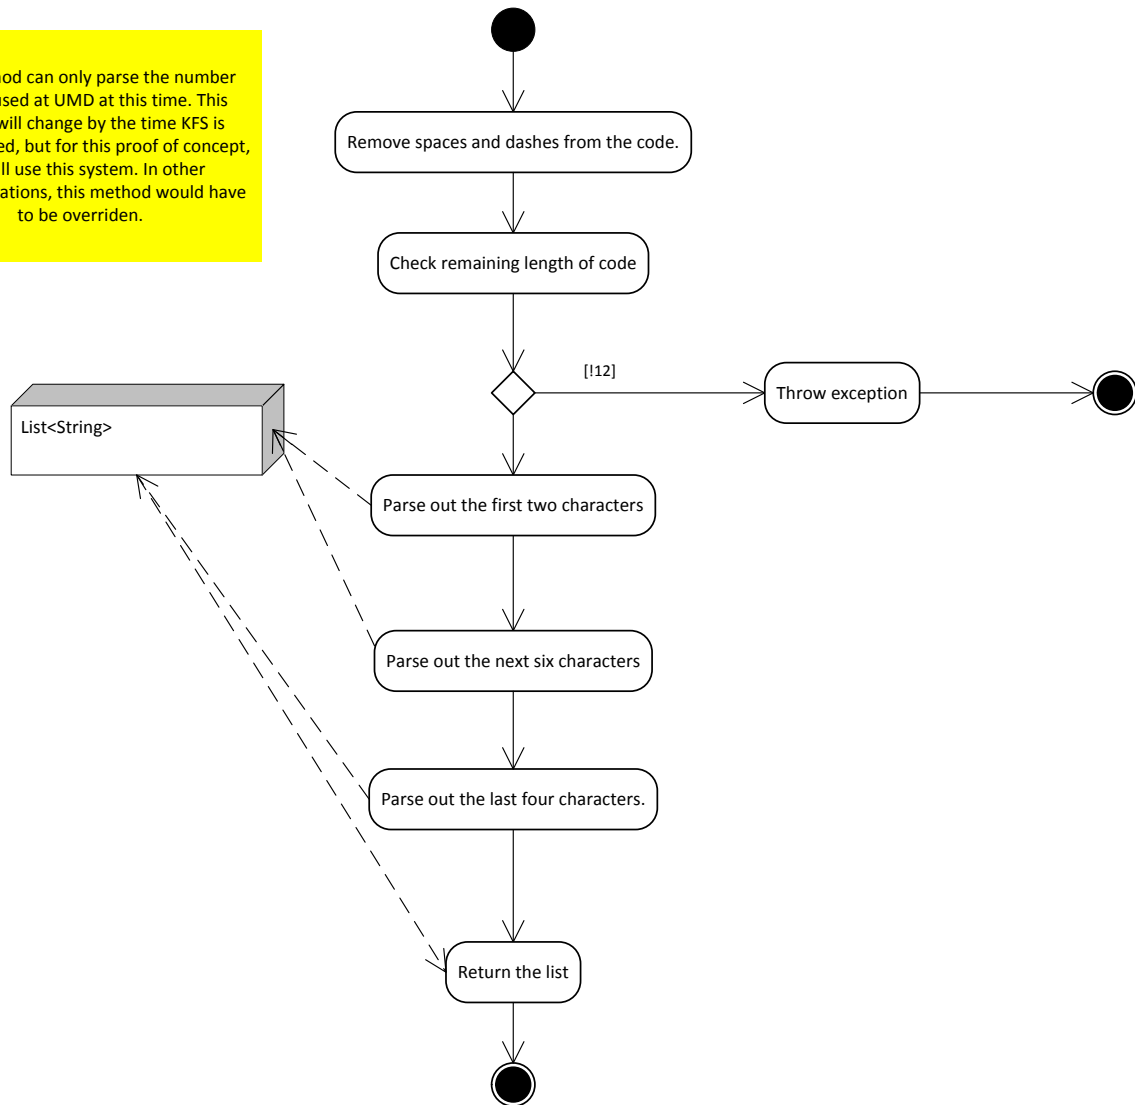 od can only parse the number
used at UMD at this time. This
will change by the time KFS is
ed, but for this proof of concept,
ll use this system. In other
ations, this method would have
to be overriden.
Remove spaces and dashes from the code.
Check remaining length of code
[!12]
Throw exception
List<String>
Parse out the first two characters
Parse out the next six characters
Parse out the last four characters.
Return the list